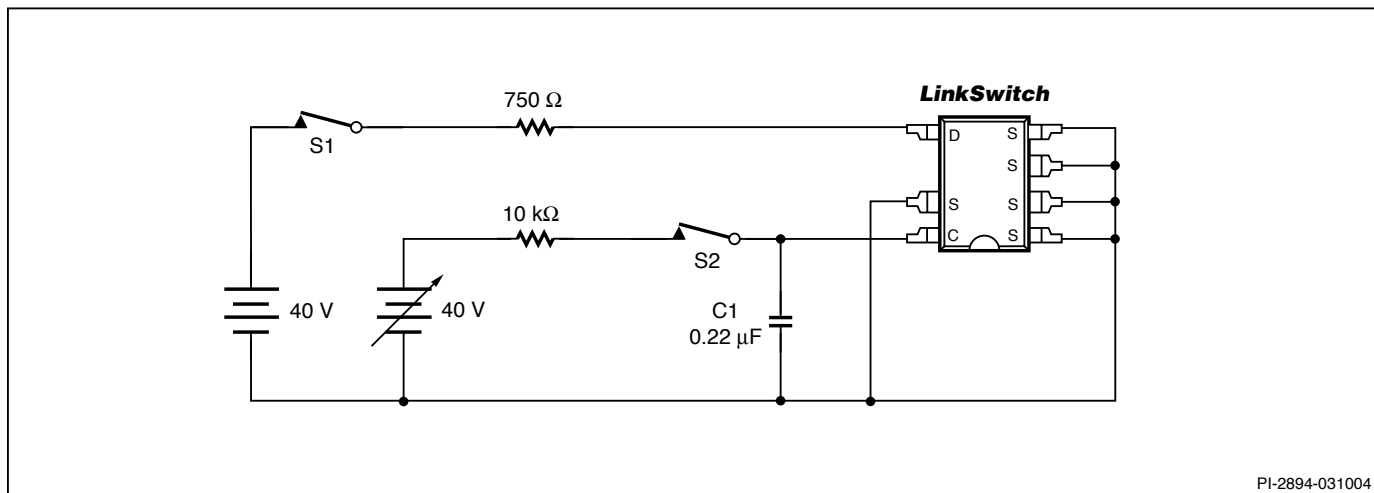 LinkSwitch
750 Ω
S1
D
S
S
10 kΩ
S
S
S2
C
S
40 V
40 V
C1
0.22 μF
PI-2894-031004